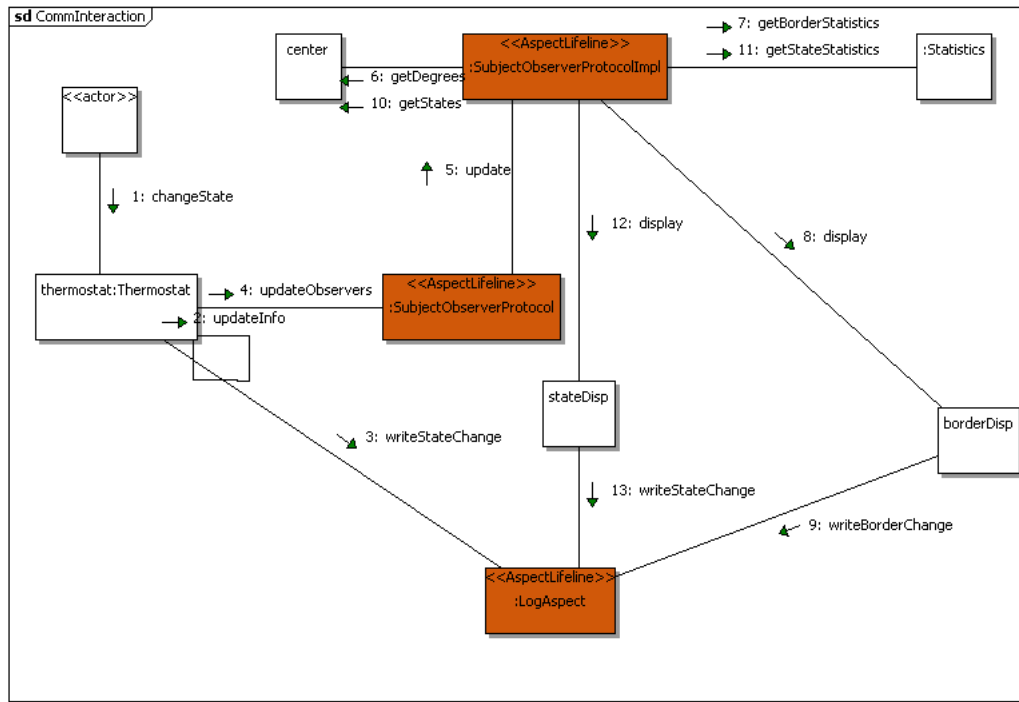 sd CommInteraction
7: getBorderStatistics
<<AspectLifeline>>
center
:SubjectObserverProtocolImpl
11: getStateStatistics
:Statistics
6: getDegrees
10: getStates
<<actor>>
5: update
1: changeState
12: display
8: display
thermostat:Thermostat
4: updateObservers
<<AspectLifeline>>
:SubjectObserverProtocol
2: updateInfo
stateDisp
borderDisp
3: writeStateChange
13: writeStateChange
9: writeBorderChange
<<AspectLifeline>>
:LogAspect